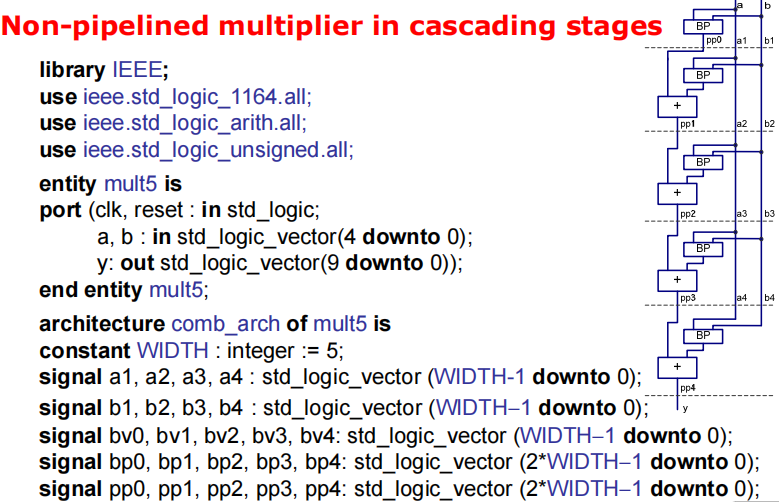 Non-pipelined multiplier in cascading stages
library IEEE;
use ieee.std_logic_1164.all;
use ieee.std_logic_arith.all;
use ieee.std_logic_unsigned.all;
entity mult5 is
port (clk, reset : in std_logic;
a, b : in std_logic_vector(4 downto 0);
y: out std_logic_vector(9 downto 0));
end entity mult5;
architecture comb_arch of mult5 is
constant WIDTH : integer := 5;
signal a1, a2, a3, a4 : std_logic_vector (WIDTH-1 downto 0);
signal b1, b2, b3, b4 : std_logic_vector (WIDTH−1 downto 0);
signal bv0, bv1, bv2, bv3, bv4: std_logic_vector (WIDTH−1 downto 0);
signal bp0, bp1, bp2, bp3, bp4: std_logic_vector (2*WIDTH−1 downto 0);
signal pp0, pp1, pp2, pp3, pp4: std_logic_vector (2*WIDTH−1 downto 0);
a b
BP
pp0 a1 b1
BP
+
pp1 a2 b2
BP
+
pp2 a3 b3
BP
+
pp3 a4 b4
BP
+
pp4
y